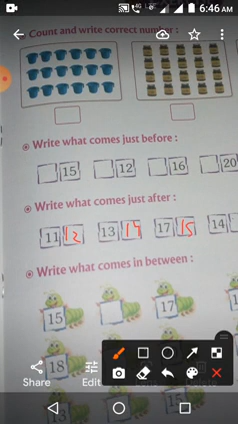 6:46 AM
Count and write correct number :
Write what comes just before :
15 12 16 20
Write what comes just after :
11 12 13 14 17 15 14
Write what comes in between :
15 17
18
Share Edit
13 15